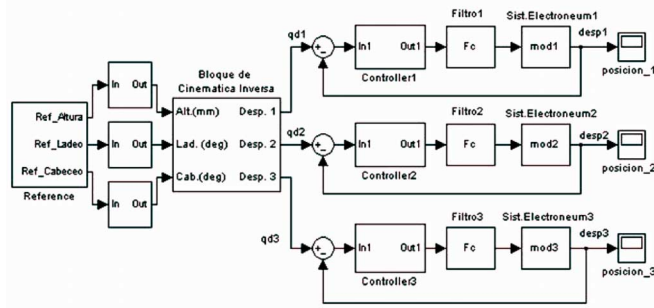 Ref_Altura
Ref_Ladeo
Ref_Cabeceo
Reference
In Out
In Out
In Out
Bloque de
Cinematica Inversa
Alt.(mm) Desp. 1
Lad. (deg) Desp. 2
Cab.(deg) Desp. 3
qd1
+
-
In1 Out1
Controller1
Filtro1
Fc
Sist.Electroneum1
mod1
desp1
posicion_1
qd2
+
-
In1 Out1
Controller2
Filtro2
Fc
Sist.Electroneum2
mod2
desp2
posicion_2
qd3
+
-
In1 Out1
Controller3
Filtro3
Fc
Sist.Electroneum3
mod3
desp3
posicion_3